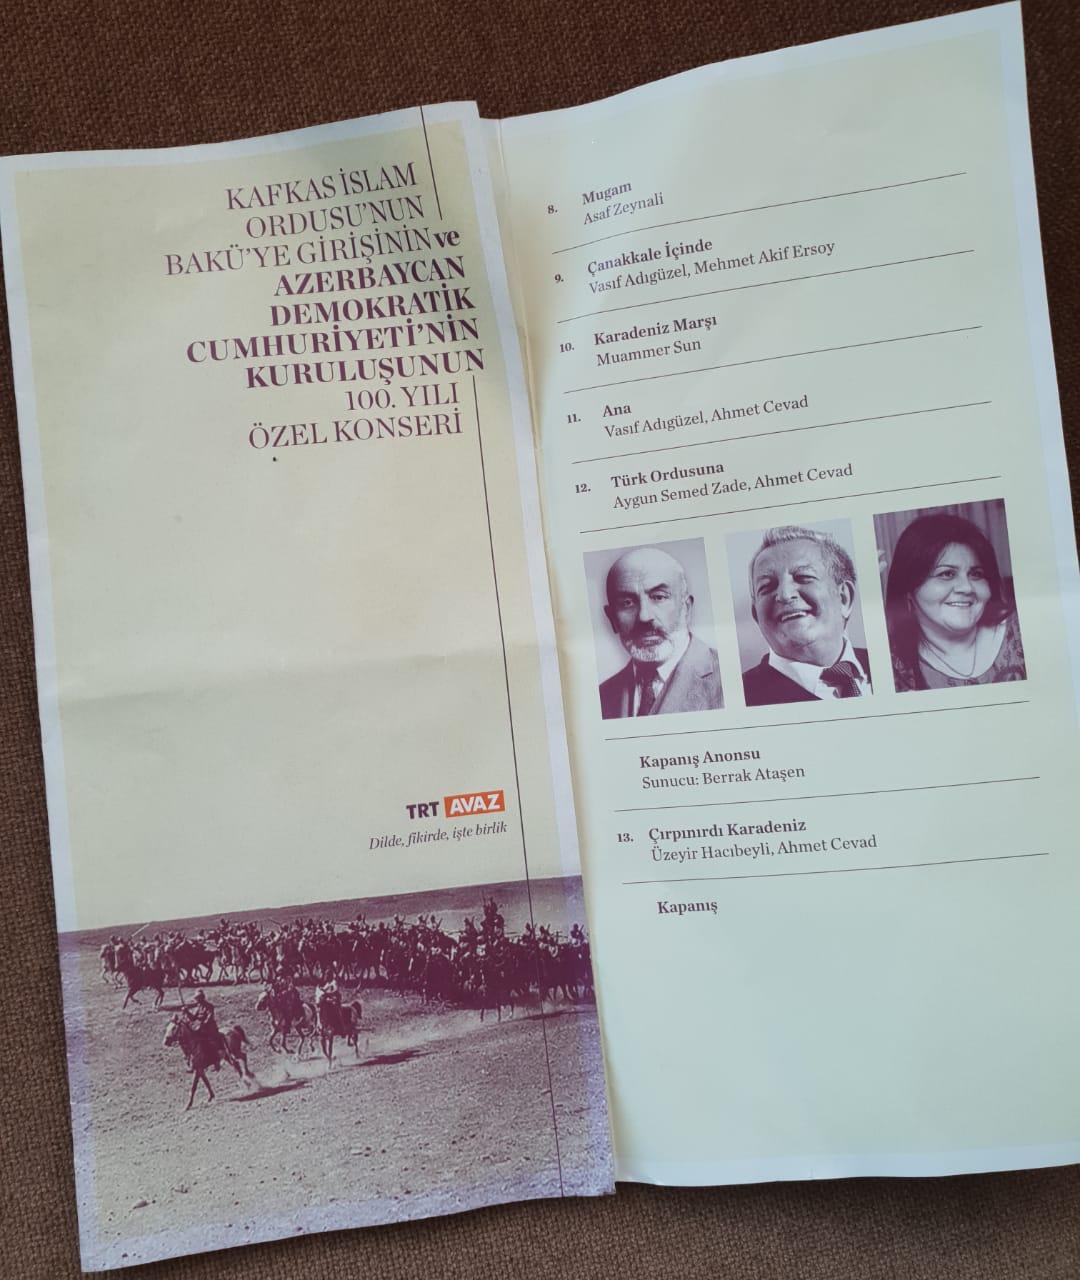 KAFKAS İSLAM
ORDUSU'NUN
BAKÜ'YE GİRİŞİNİN ve
AZERBAYCAN
DEMOKRATİK
CUMHURİYETİ'NİN
KURULUŞUNUN
100. YILI
ÖZEL KONSERİ
TRT AVAZ
Dilde, fikirde, işte birlik
8. Mugam
Asaf Zeynali
9. Çanakkale İçinde
Vasıf Adıgüzel, Mehmet Akif Ersoy
10. Karadeniz Marşı
Muammer Sun
11. Ana
Vasıf Adıgüzel, Ahmet Cevad
12. Türk Ordusuna
Aygun Semed Zade, Ahmet Cevad
Kapanış Anonsu
Sunucu: Berrak Ataşen
13. Çırpınırdı Karadeniz
Üzeyir Hacıbeyli, Ahmet Cevad
Kapanış